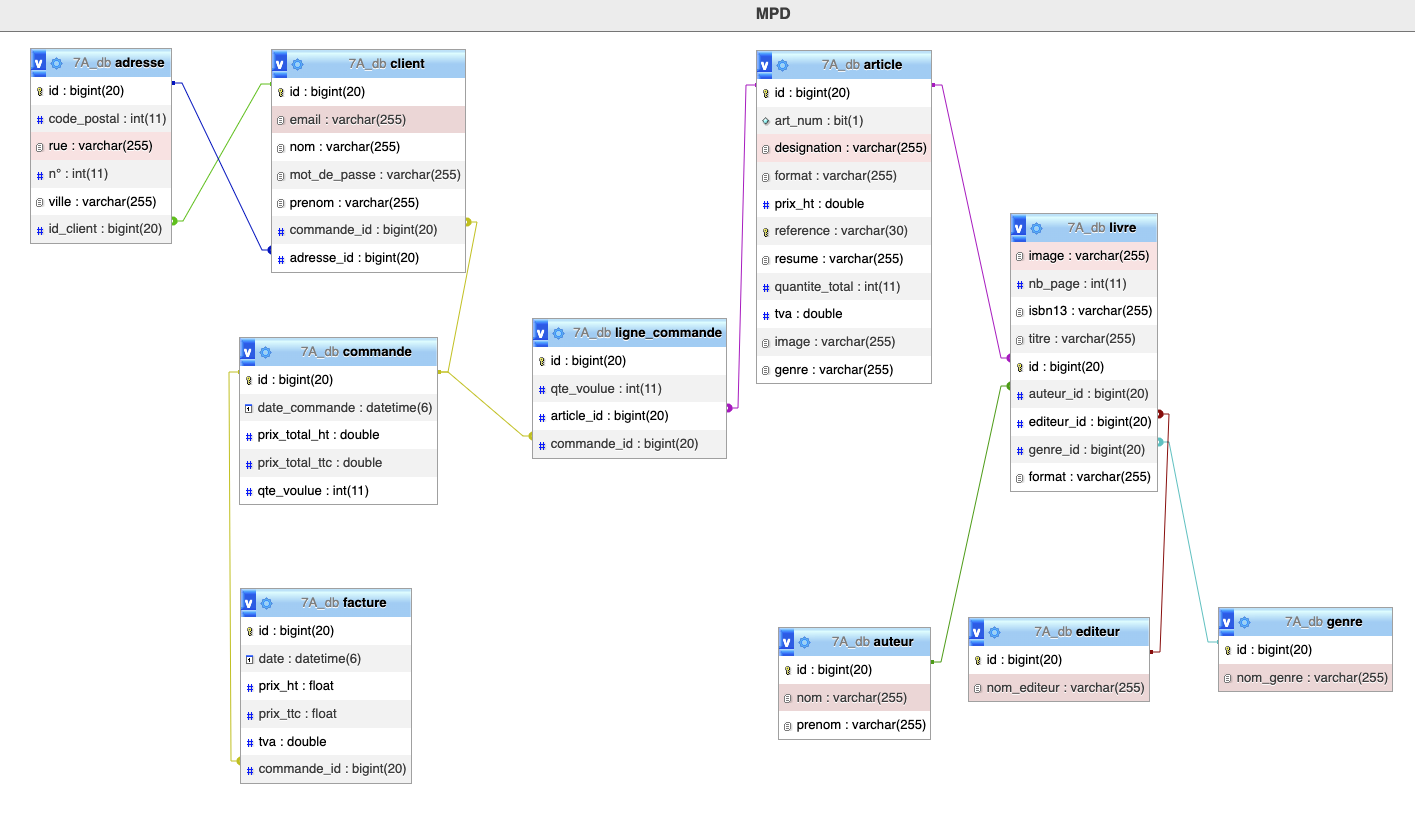 MPD
7A_db adresse
id : bigint(20)
code_postal : int(11)
rue : varchar(255)
n° : int(11)
ville : varchar(255)
id_client : bigint(20)
7A_db client
id : bigint(20)
email : varchar(255)
nom : varchar(255)
mot_de_passe : varchar(255)
prenom : varchar(255)
commande_id : bigint(20)
adresse_id : bigint(20)
7A_db article
id : bigint(20)
art_num : bit(1)
designation : varchar(255)
format : varchar(255)
prix_ht : double
reference : varchar(30)
resume : varchar(255)
quantite_total : int(11)
tva : double
image : varchar(255)
genre : varchar(255)
7A_db livre
image : varchar(255)
nb_page : int(11)
isbn13 : varchar(255)
titre : varchar(255)
id : bigint(20)
auteur_id : bigint(20)
editeur_id : bigint(20)
genre_id : bigint(20)
format : varchar(255)
7A_db commande
id : bigint(20)
date_commande : datetime(6)
prix_total_ht : double
prix_total_ttc : double
qte_voulue : int(11)
7A_db ligne_commande
id : bigint(20)
qte_voulue : int(11)
article_id : bigint(20)
commande_id : bigint(20)
7A_db facture
id : bigint(20)
date : datetime(6)
prix_ht : float
prix_ttc : float
tva : double
commande_id : bigint(20)
7A_db auteur
id : bigint(20)
nom : varchar(255)
prenom : varchar(255)
7A_db editeur
id : bigint(20)
nom_editeur : varchar(255)
7A_db genre
id : bigint(20)
nom_genre : varchar(255)